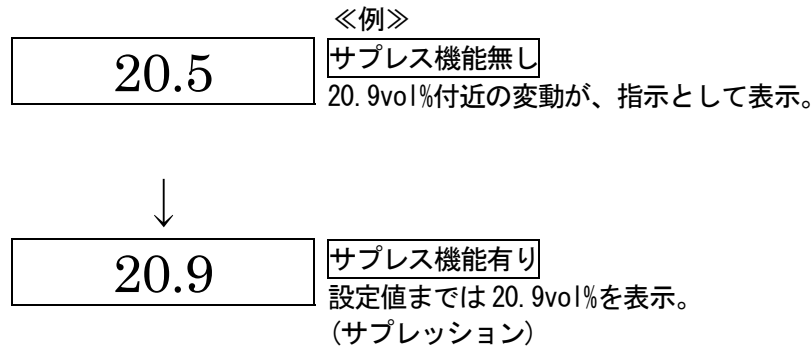 ≪例≫
20.5
サプレス機能無し
20.9vol%付近の変動が、指示として表示。
↓
20.9
サプレス機能有り
設定値までは 20.9vol%を表示。
(サプレッション)